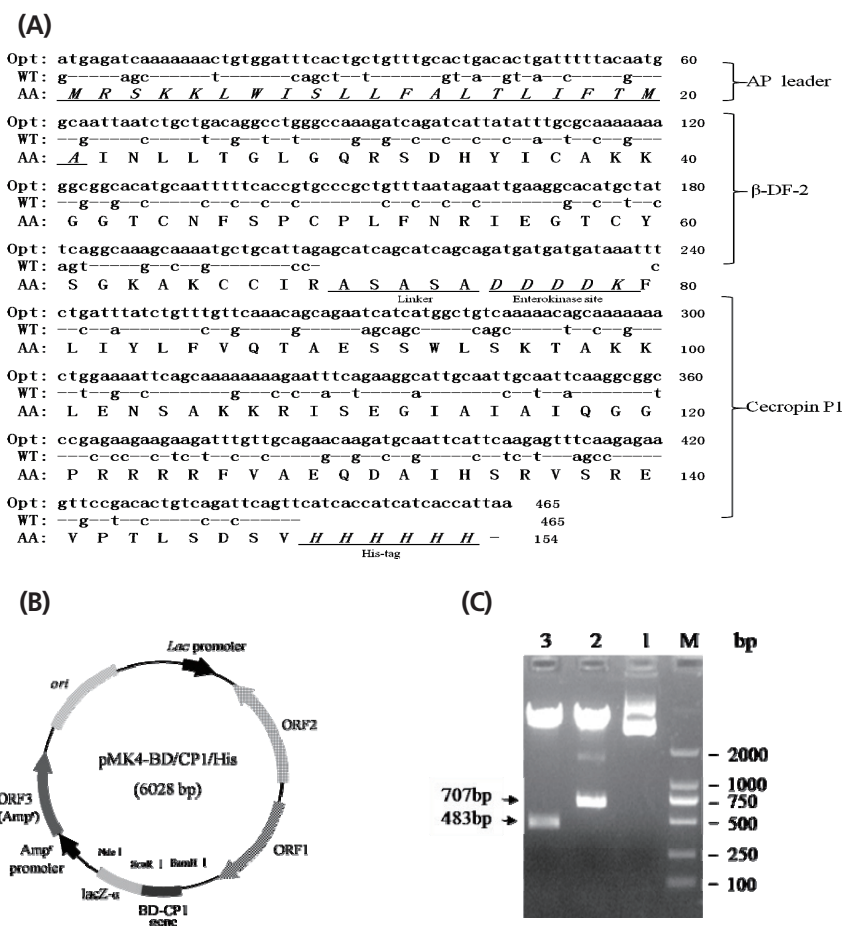 (A)
Opt: atgagatcaaaaaaactgtggatttcactgctgtttgcactgacactgatttttacaatg 60
WT: g-----agc------t------cagct--t------gt-a--gt-a-c-----g---
AA: M R S K K L W I S L L F A L T L I F T M 20
AP leader
Opt: gcaattaatctgctgacaggcctgggccaaagatcagatcattatatttgcgcaaaaaaa 120
WT: --g-----c-----t--g--t--t-----g--g--c--c--c--c--a--t--c--g---
AA: A I N L L T G L G Q R S D H Y I C A K K 40
Opt: ggcggcacatgcaatttttcaccgtgcccgctgtttaatagaattgaaggcacatgctat 180
WT: --g--g--c-----c--c--c--c-----c--c--c--c--------g--c--t--c
AA: G G T C N F S P C P L F N R I E G T C Y 60
β-DF-2
Opt: tcaggcaaagcaaaatgctgcattagagcatcagcatcagcagatgatgatgataaattt 240
WT: agt-----g--c--g--------cc- c
AA: S G K A K C C I R A S A S A D D D D K F 80
Linker Enterokinase site
Opt: ctgatttatctgtttgttcaaacagcagaatcatcatggctgtcaaaaacagcaaaaaaa 300
WT: --c--a--------c--c--g--------g-----agcagc-----cagc-----t--c--g---
AA: L I Y L F V Q T A E S S W L S K T A K K 100
Opt: ctggaaaattcagcaaaaaaaagaatttcagaaggcattgcaattgcaattcaaggcggc 360
WT: --t--g--c--------g--------c--c--a--t-----a--------c--t--a--t--------a---
AA: L E N S A K K R I S E G I A I A I Q G G 120
Cecropin P1
Opt: ccgagaagaagaagatttgttgcagaacaagatgcaattcattcaagagtttcaagagaa 420
WT: ---c-cc--c-tc-t--c--c-----g--g--c--g-----c--tc-t-----agcc-----
AA: P R R R R F V A E Q D A I H S R V S R E 140
Opt: gttccgacactgtcagattcagttcatcaccatcatcaccattaa 465
WT: --g--t--c-----c--c------- 465
AA: V P T L S D S V H H H H H H - 154
His-tag
(B)
Lac promoter
ori
ORF2
pMK4-BD/CP1/His
(6028 bp)
ORF3
(Ampʳ)
Ampʳ
promoter
Nde I
EcoR I
BamH I
ORF1
lacZ-α
BD-CP1
gene
(C)
3 2 1 M bp
2000
1000
707bp
750
483bp
500
250
100